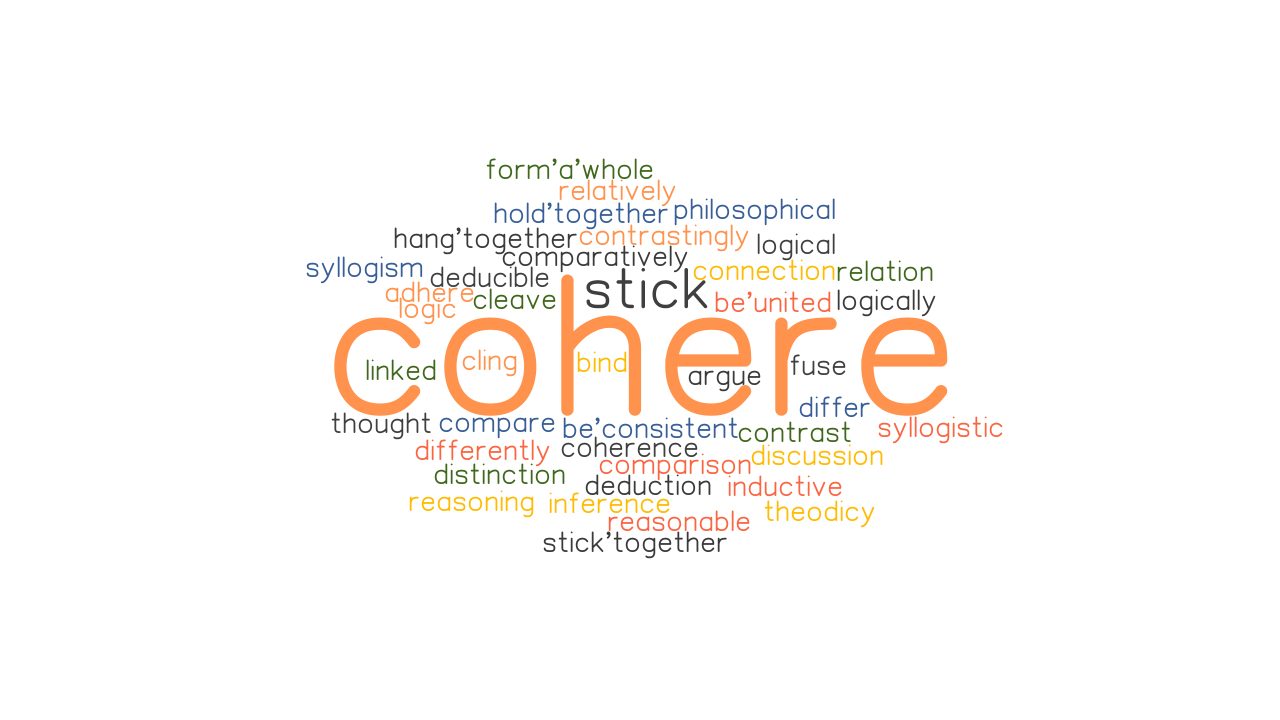 form'a'whole
relatively
hold'together philosophical
hang'together contrastingly logical
comparatively
syllogism deducible connection relation
adhere cleave stick be'united logically
logic
cohere
linked cling bind argue fuse
differ
thought compare be'consistent contrast syllogistic
differently coherence comparison discussion
distinction deduction inductive
reasoning inference theodicy
reasonable
stick'together